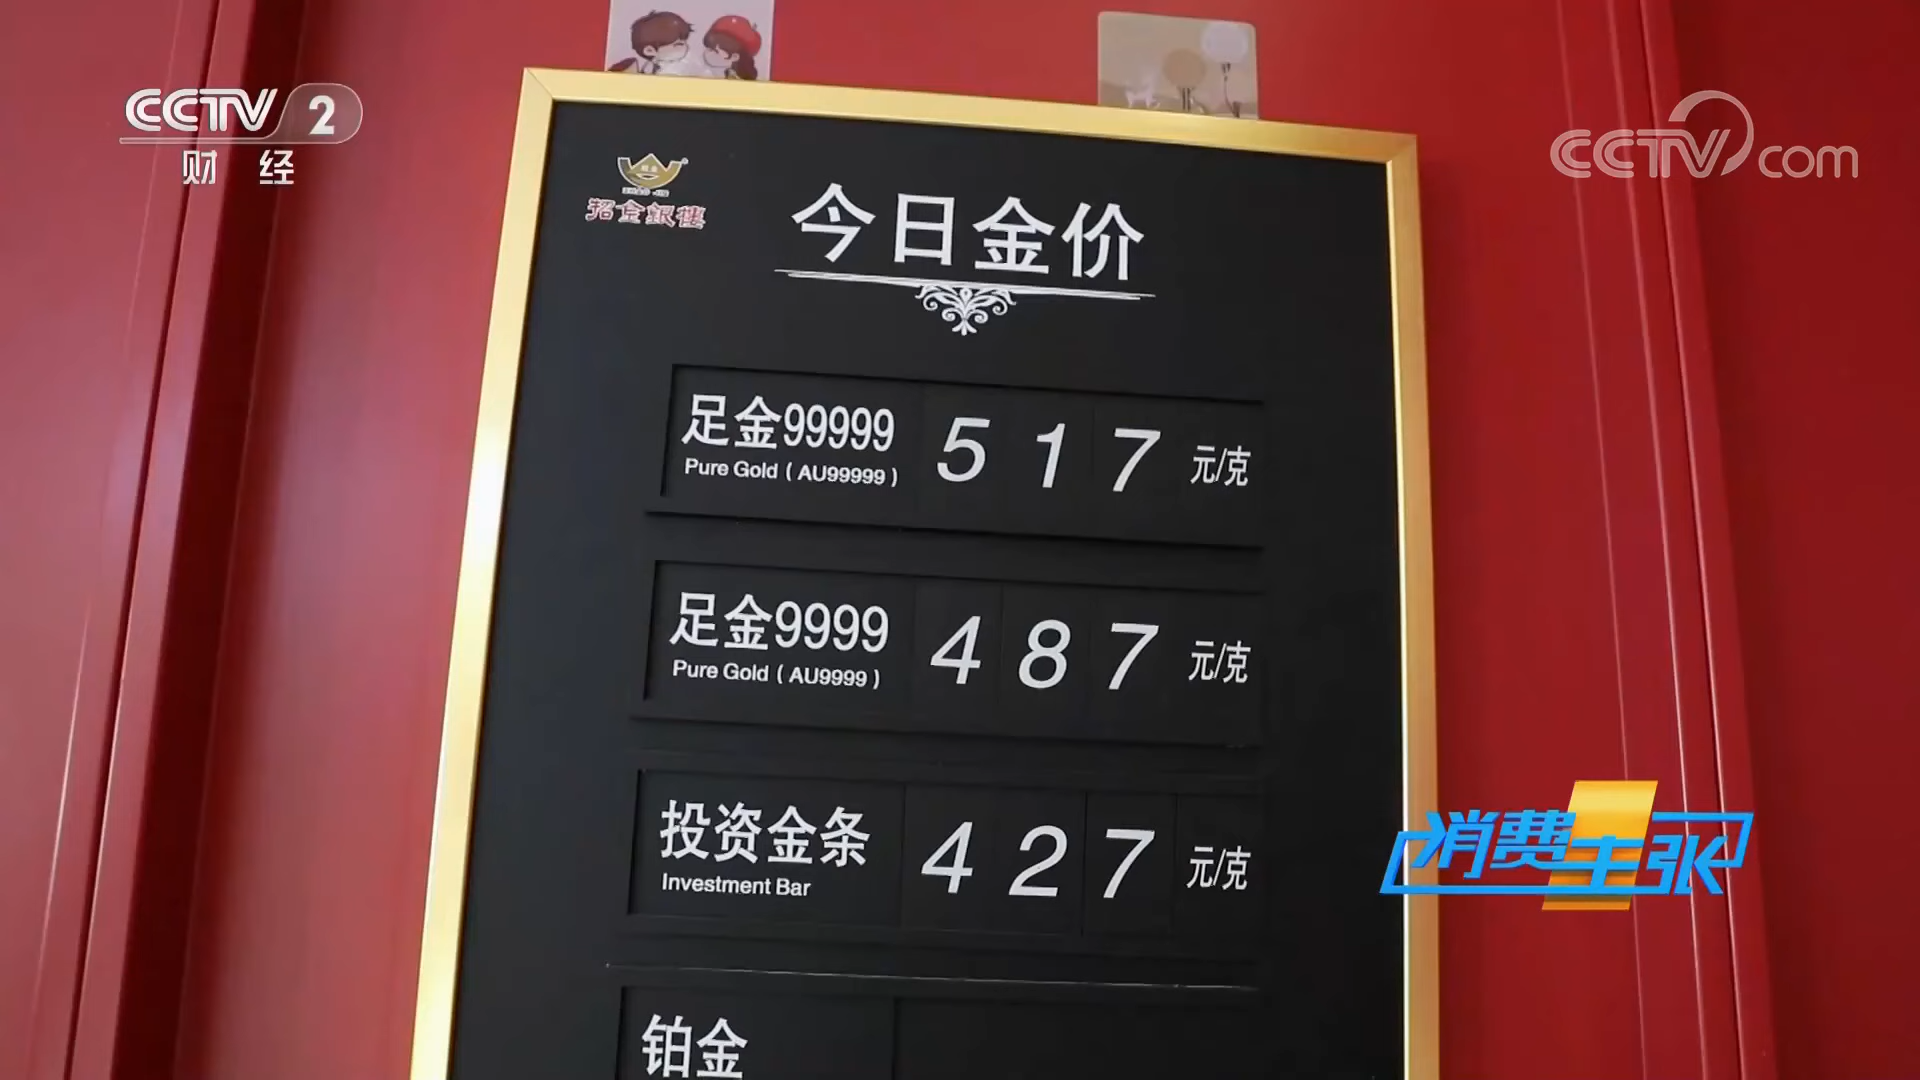 CCTV 2
财 经
CCTV com
招金銀樓
今日金价
足金99999 517 元/克
Pure Gold (AU99999)
足金9999 487 元/克
Pure Gold (AU9999)
投资金条 427 元/克
Investment Bar
消费主张
铂金